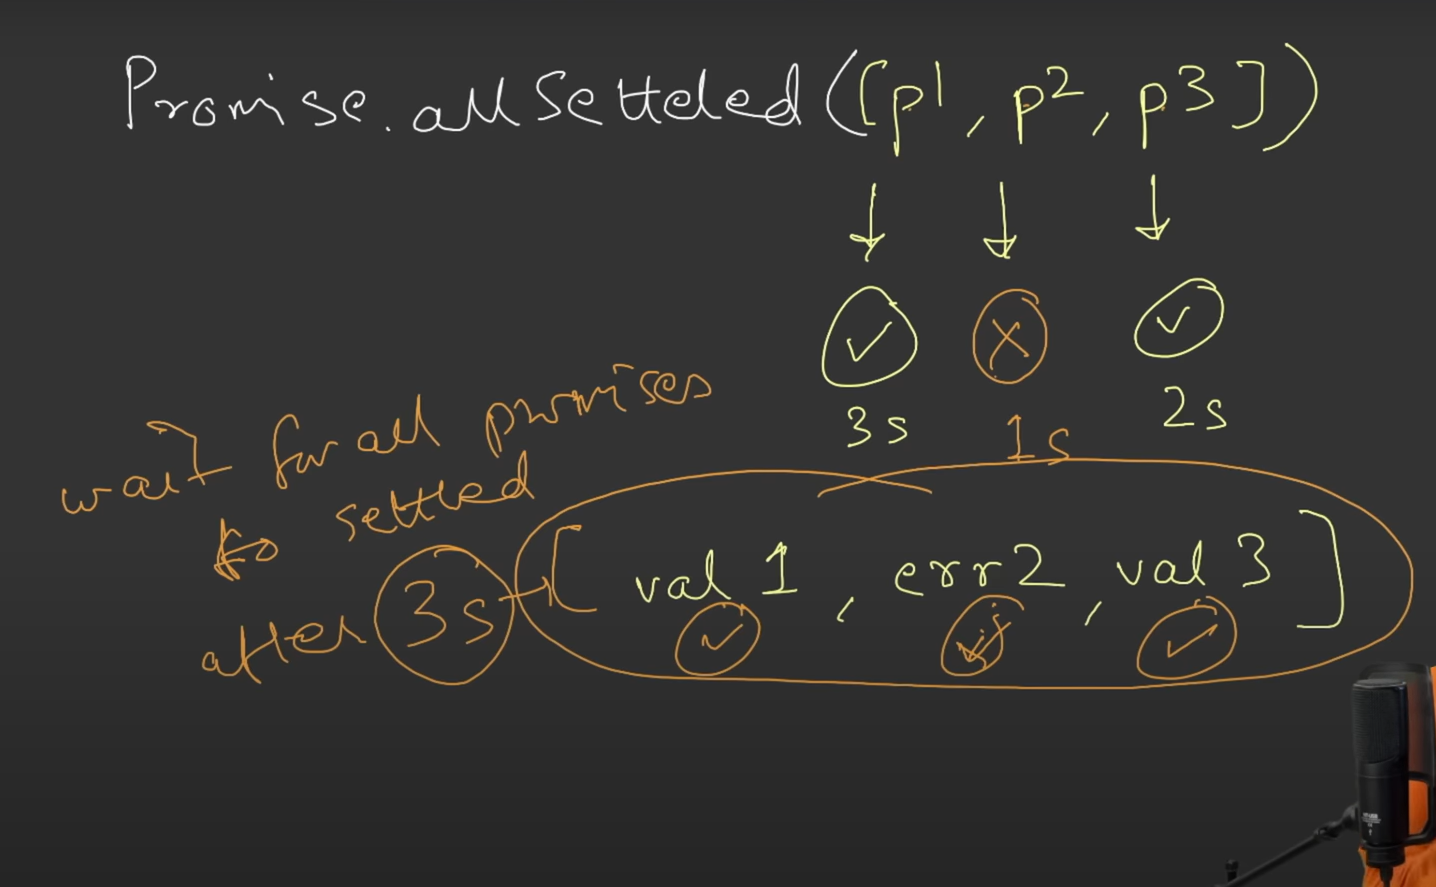 Promise.allSetteled([p1, p2, p3])
3s 1s 2s
wait for all promises
to settled
after 3s → [val 1, err2, val 3]